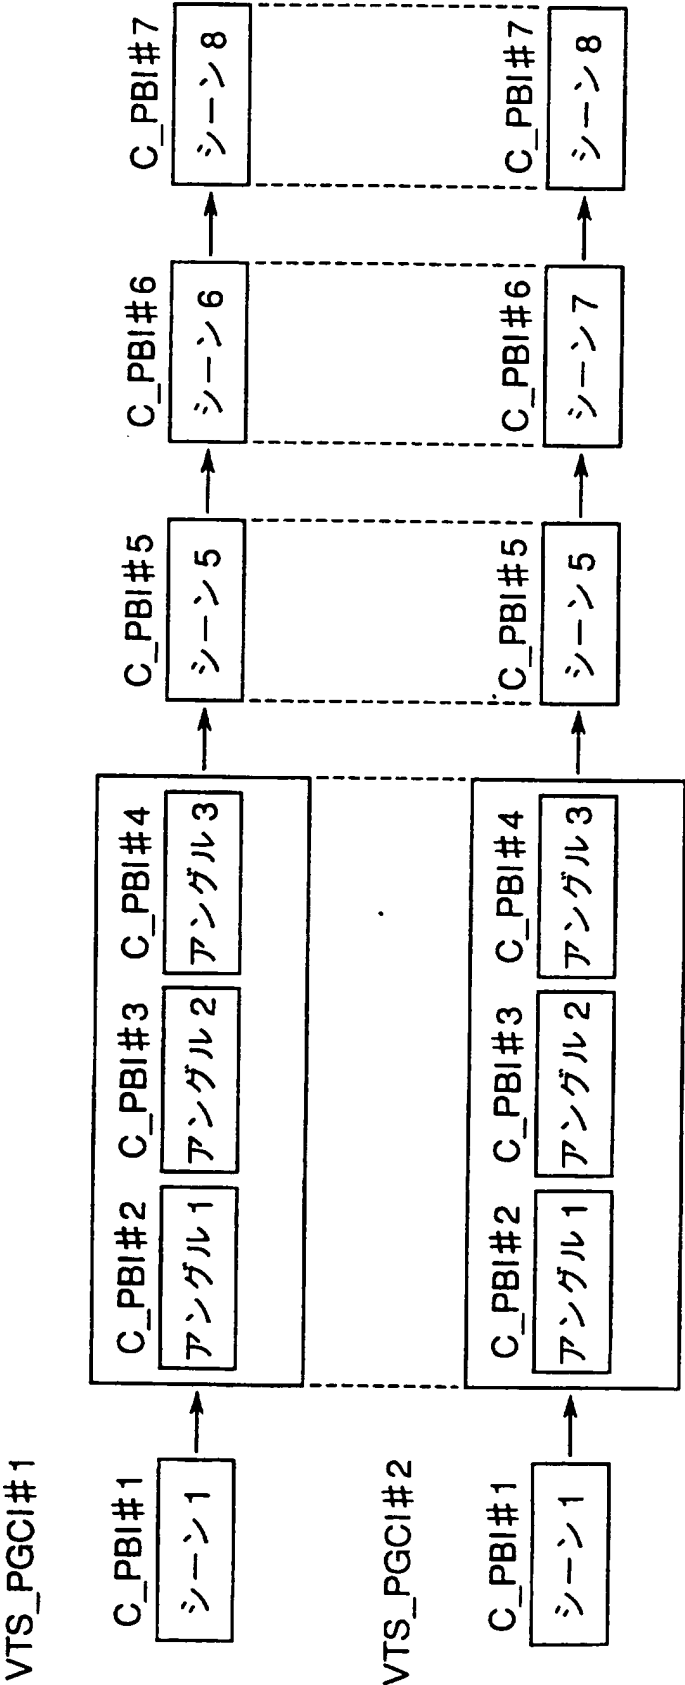 VTS_PGCI#1
C_PBI#1
シーン1
C_PBI#2
アングル1
C_PBI#3
アングル2
C_PBI#4
アングル3
C_PBI#5
シーン5
C_PBI#6
シーン6
C_PBI#7
シーン8
VTS_PGCI#2
C_PBI#1
シーン1
C_PBI#2
アングル1
C_PBI#3
アングル2
C_PBI#4
アングル3
C_PBI#5
シーン5
C_PBI#6
シーン7
C_PBI#7
シーン8